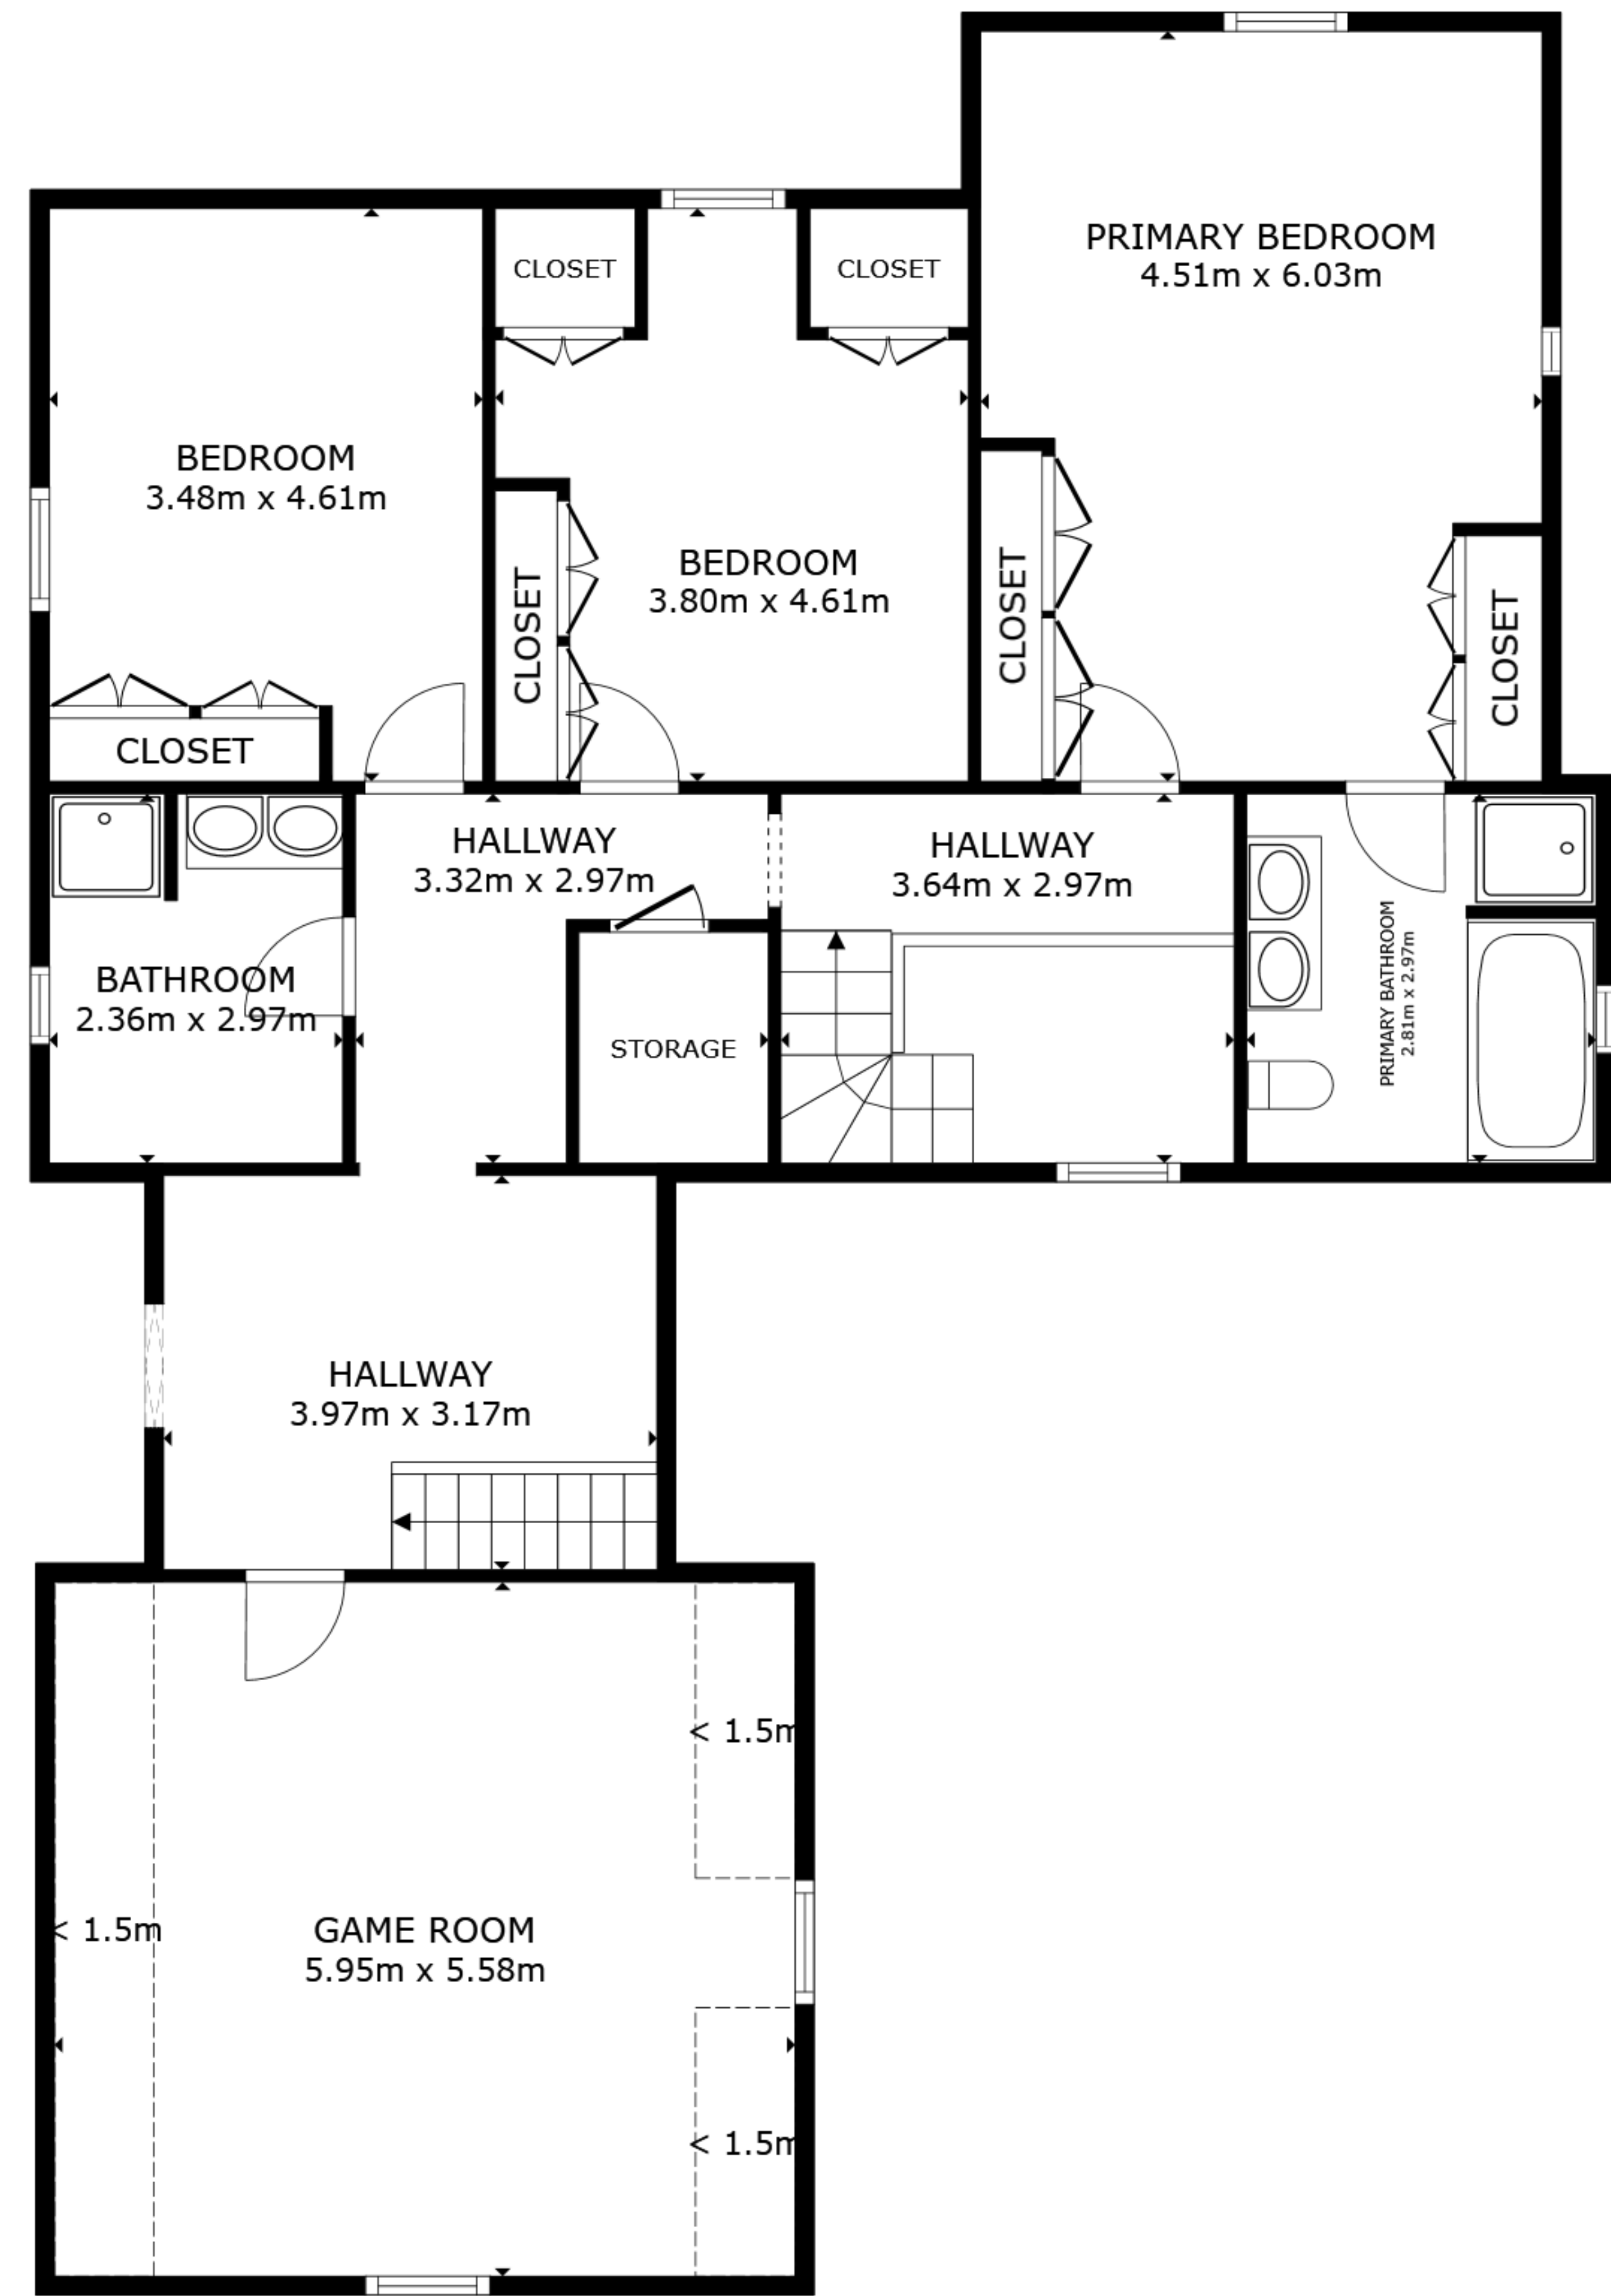 PRIMARY BEDROOM
4.51m x 6.03m
CLOSET
CLOSET
BEDROOM
3.48m x 4.61m
BEDROOM
3.80m x 4.61m
CLOSET
CLOSET
CLOSET
CLOSET
HALLWAY
3.32m x 2.97m
HALLWAY
3.64m x 2.97m
PRIMARY BATHROOM
2.81m x 2.97m
BATHROOM
2.36m x 2.97m
STORAGE
HALLWAY
3.97m x 3.17m
< 1.5m
< 1.5m
GAME ROOM
5.95m x 5.58m
< 1.5m